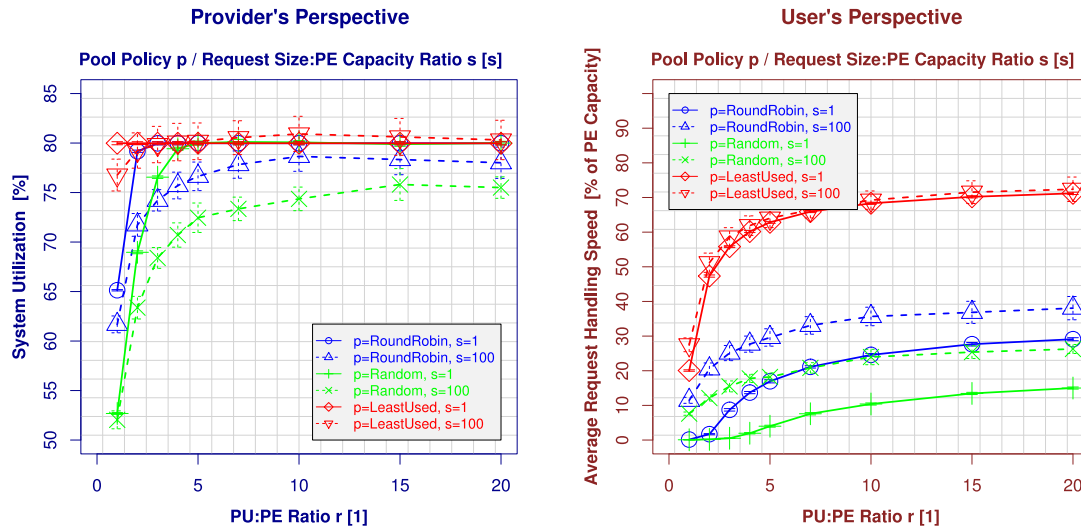 Provider's Perspective
Pool Policy p / Request Size:PE Capacity Ratio s [s]
System Utilization [%]
85
80
75
70
65
60
55
50
p=RoundRobin, s=1
p=RoundRobin, s=100
p=Random, s=1
p=Random, s=100
p=LeastUsed, s=1
p=LeastUsed, s=100
0 5 10 15 20
PU:PE Ratio r [1]
User's Perspective
Pool Policy p / Request Size:PE Capacity Ratio s [s]
Average Request Handling Speed [% of PE Capacity]
p=RoundRobin, s=1
p=RoundRobin, s=100
p=Random, s=1
p=Random, s=100
p=LeastUsed, s=1
p=LeastUsed, s=100
90
80
70
60
50
40
30
20
10
0
0 5 10 15 20
PU:PE Ratio r [1]